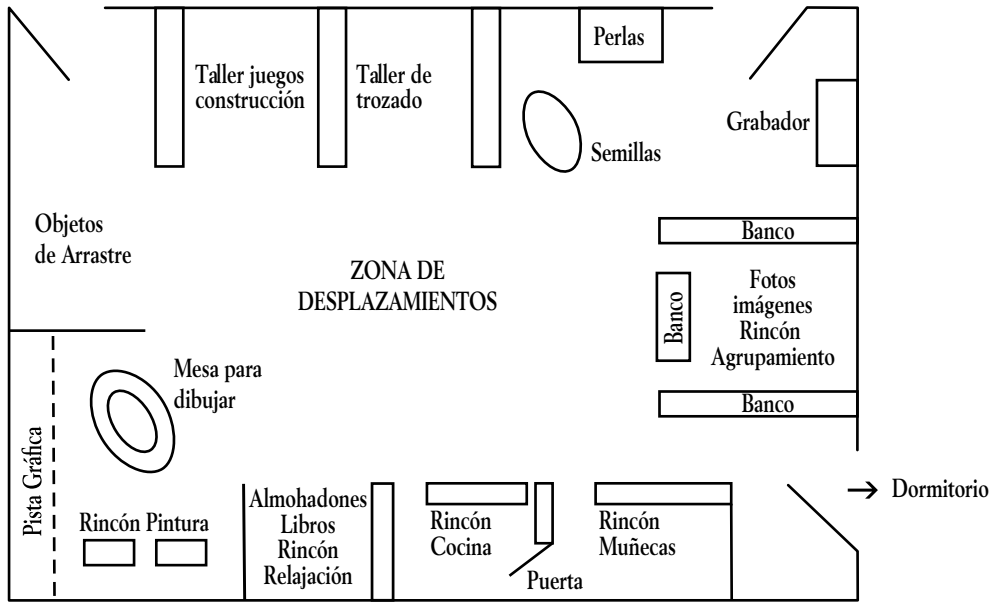 Perlas
Taller juegos
construcción
Taller de
trozado
Grabador
Semillas
Objetos
de Arrastre
Banco
ZONA DE
DESPLAZAMIENTOS
Banco
Fotos
imágenes
Rincón
Agrupamiento
Mesa para
dibujar
Banco
Pista Gráfica
Dormitorio
Rincón Pintura
Almohadones
Libros
Rincón
Relajación
Rincón
Cocina
Rincón
Muñecas
Puerta